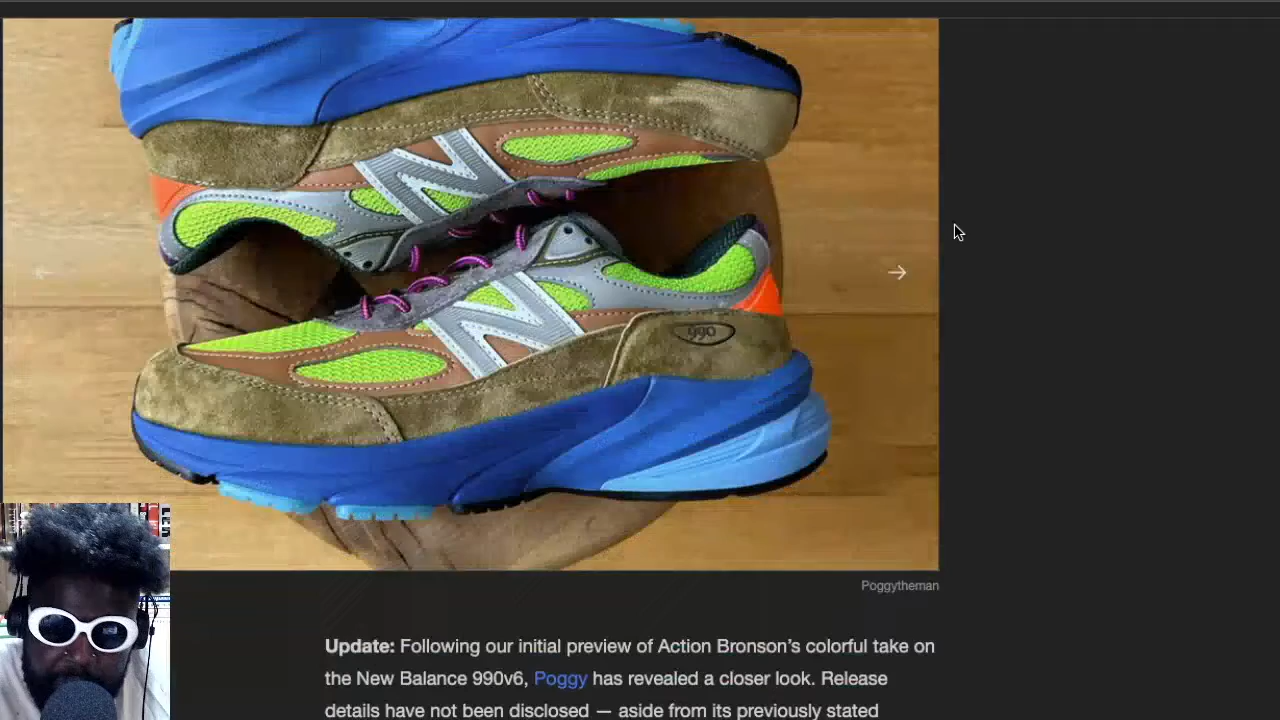 990
Poggytheman
Update: Following our initial preview of Action Bronson’s colorful take on
the New Balance 990v6, Poggy has revealed a closer look. Release
details have not been disclosed — aside from its previously stated